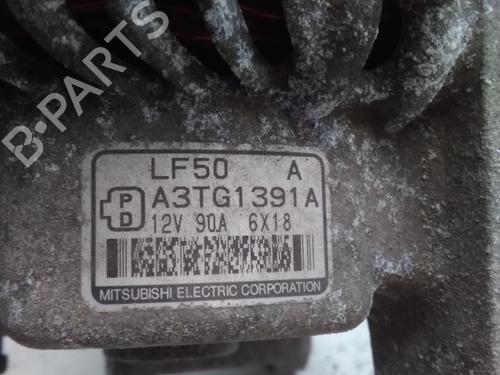 B-PARTS
LF50 A
P D
A3TG1391A
12V 90A 6X18
MITSUBISHI ELECTRIC CORPORATION